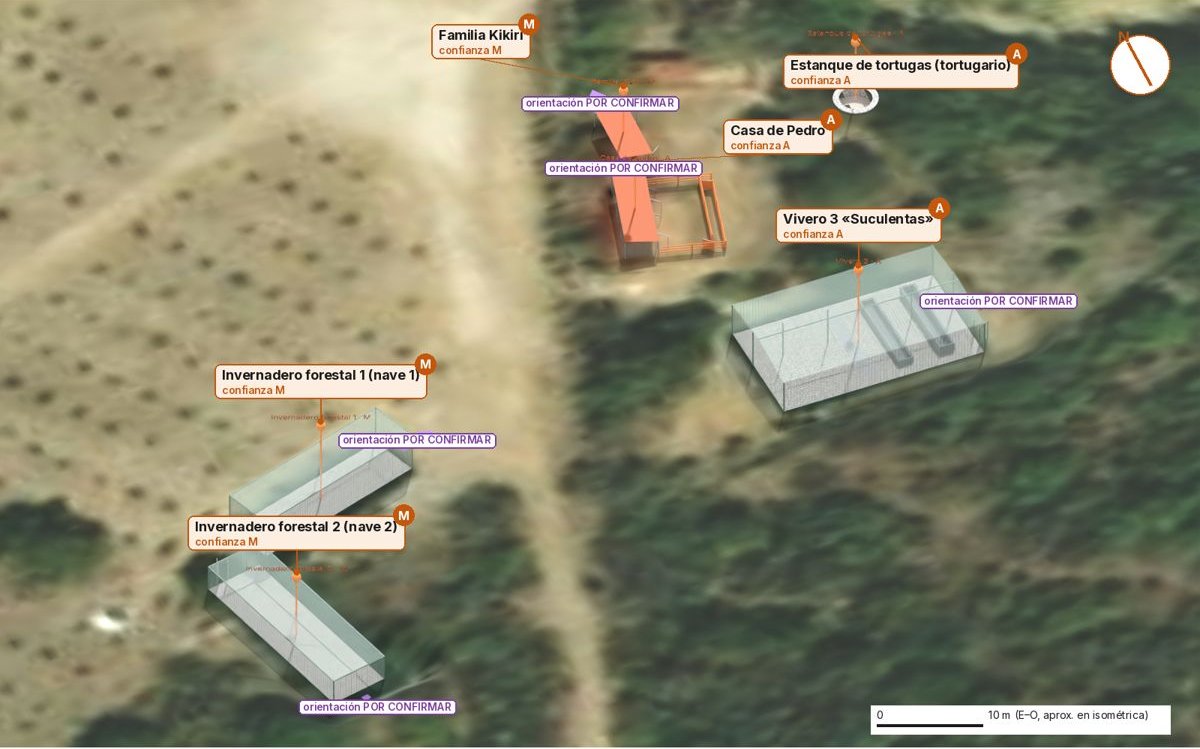 M
Familia Kikiri
confianza M
N
A
Estanque de tortugas (tortugario)
confianza A
orientación POR CONFIRMAR
A
Casa de Pedro
confianza A
orientación POR CONFIRMAR
A
Vivero 3 «Suculentas»
confianza A
orientación POR CONFIRMAR
M
Invernadero forestal 1 (nave 1)
confianza M
orientación POR CONFIRMAR
M
Invernadero forestal 2 (nave 2)
confianza M
orientación POR CONFIRMAR
0
10 m (E–O, aprox. en isométrica)